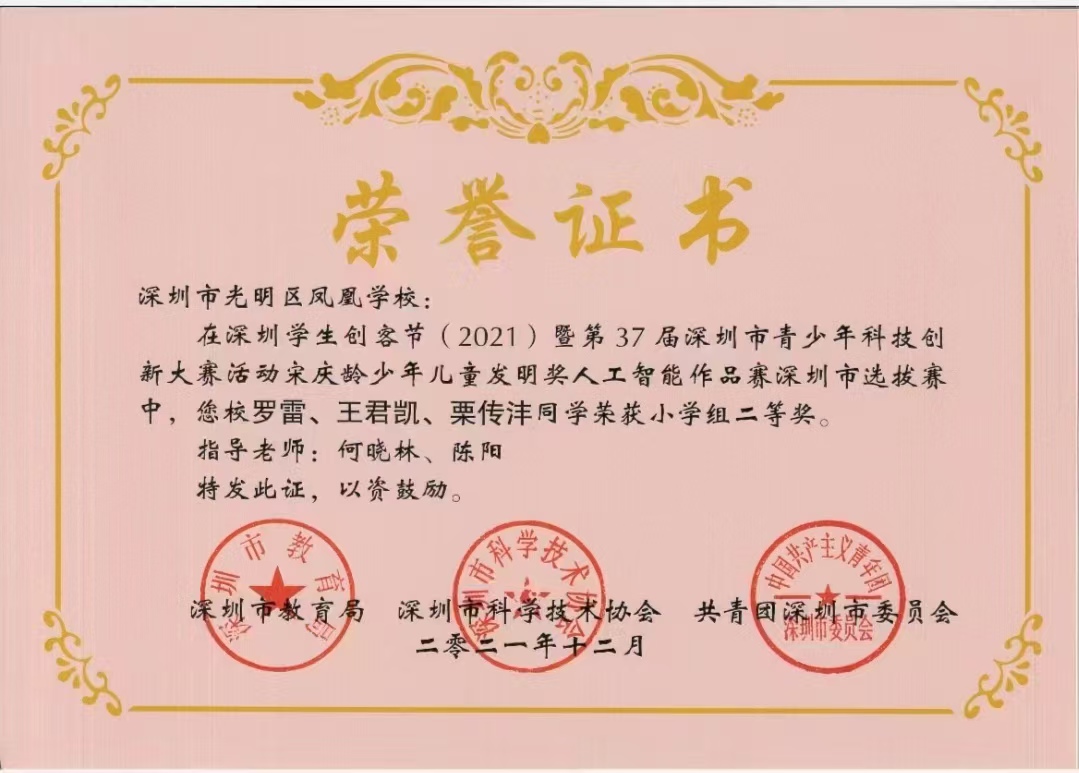 荣誉证书
深圳市光明区凤凰学校：
在深圳学生创客节（2021）暨第37届深圳市青少年科技创
新大赛活动宋庆龄少年儿童发明奖人工智能作品赛深圳市选拔赛
中，您校罗雷、王君凯、栗传沣同学荣获小学组二等奖。
指导老师：何晓林、陈阳
特发此证，以资鼓励。
深圳市教育局
深圳市科学技术协会
中国共产主义青年团
深圳市委员会
深圳市教育局 深圳市科学技术协会 共青团深圳市委员会
二零二一年十二月